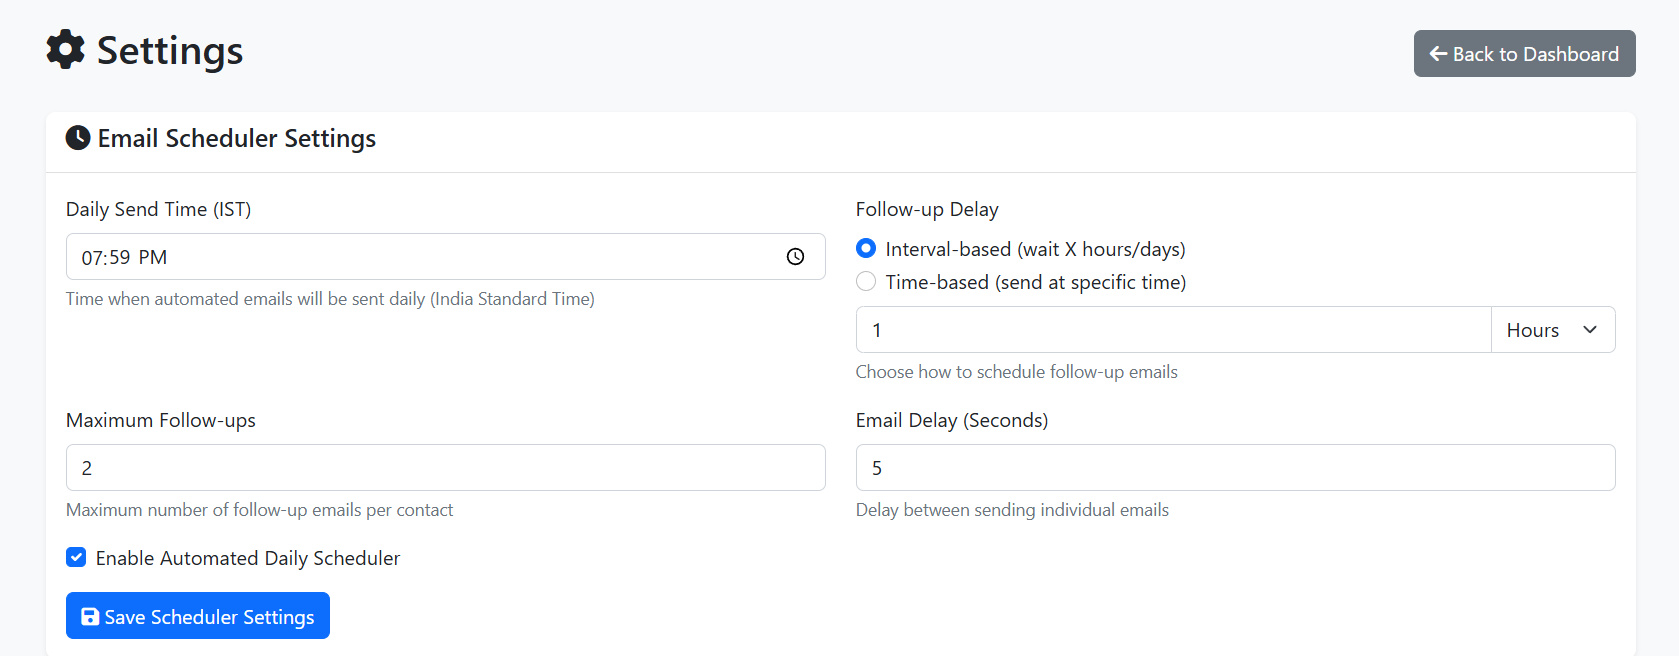 Settings
Back to Dashboard
Email Scheduler Settings
Daily Send Time (IST)
07:59 PM
Time when automated emails will be sent daily (India Standard Time)
Follow-up Delay
Interval-based (wait X hours/days)
Time-based (send at specific time)
1 Hours
Choose how to schedule follow-up emails
Maximum Follow-ups
2
Maximum number of follow-up emails per contact
Email Delay (Seconds)
5
Delay between sending individual emails
Enable Automated Daily Scheduler
Save Scheduler Settings